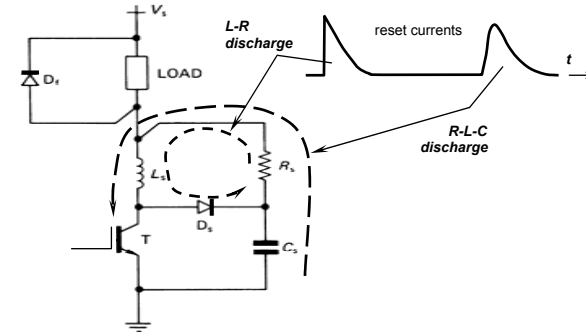 Vs
L-R
discharge
reset currents
t
Df
LOAD
R-L-C
discharge
Ls
Rs
Ds
T
Cs